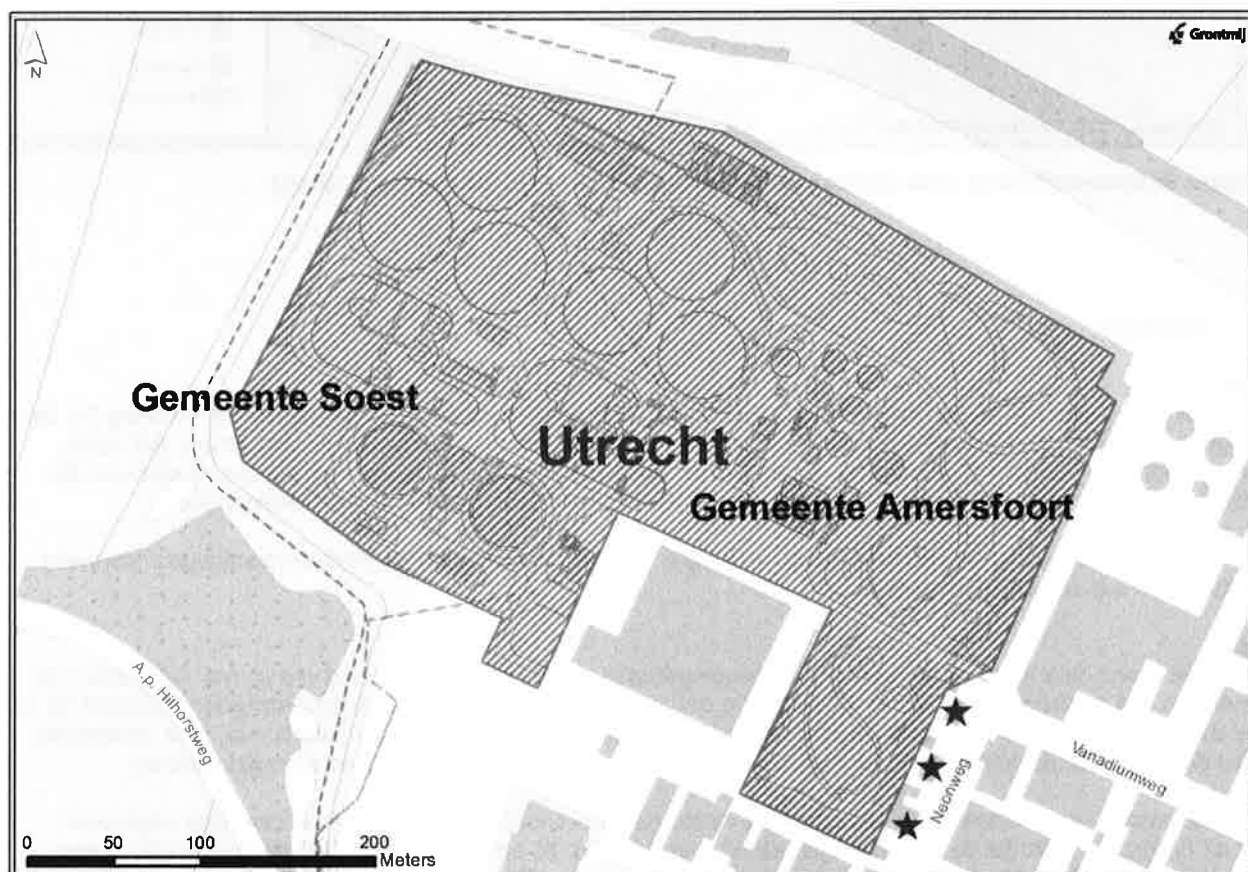 Grontmij
N
Gemeente Soest
Utrecht
Gemeente Amersfoort
A.p. Hilhorstweg
Vanadiumweg
Neonweg
0 50 100 200
Meters